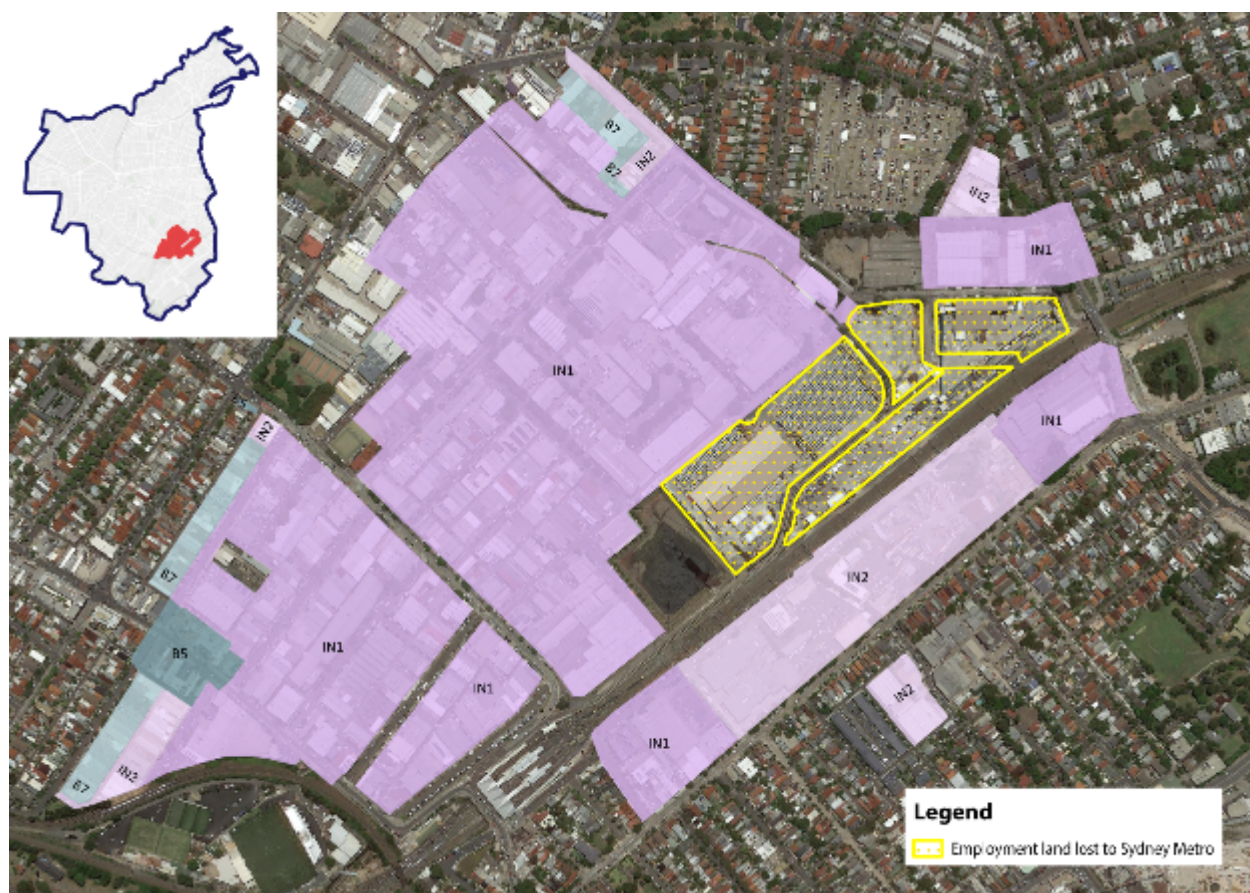 B7
IN2
B7
IN2
IN1
IN1
IN2
IN1
B7
IN1
IN2
B5
IN1
IN1
IN2
IN1
IN2
B7
Legend
Employment land lost to Sydney Metro